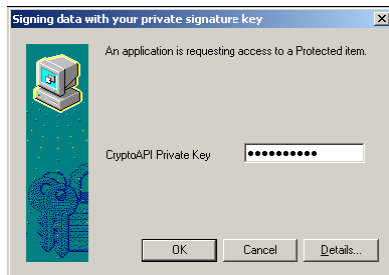 Signing data with your private signature key
An application is requesting access to a Protected item.
CryptoAPI Private Key ●●●●●●●●●●
OK Cancel Details...